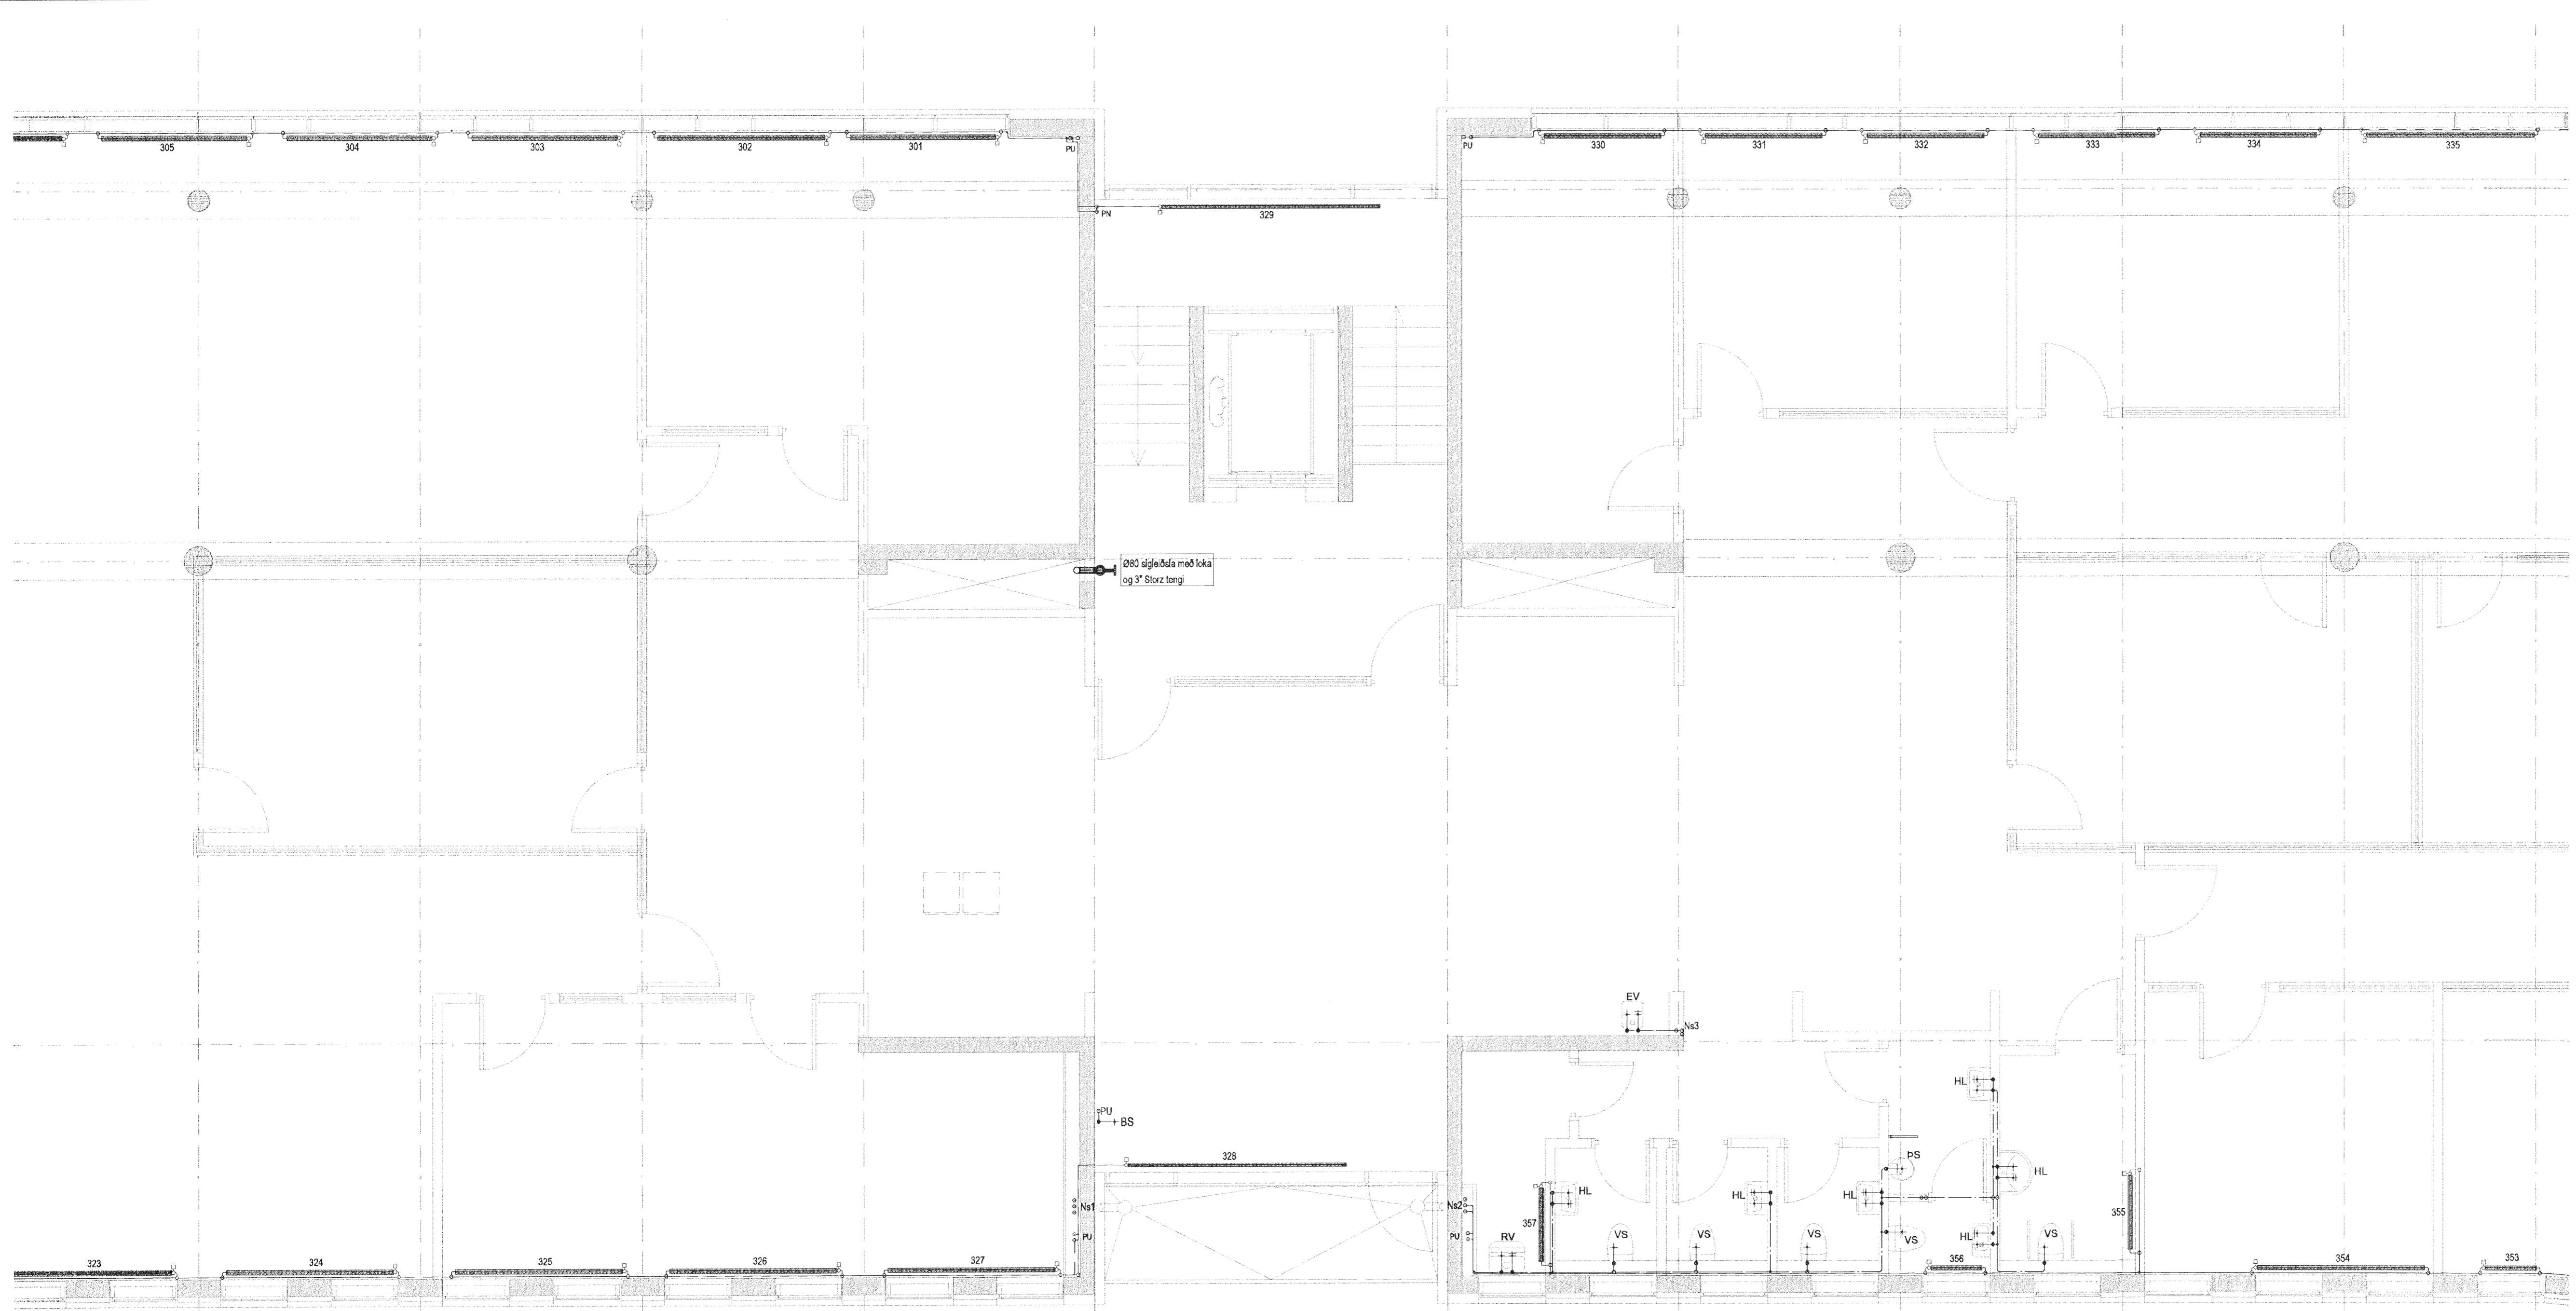 305
304
303
302
301
PU
PU
330
331
332
333
334
335
PN
329
Ø80 sigleiðsla með loka
og 3" Storz tengi
EV
Ns3
HL
PU
BS
328
ÞS
HL
HL
HL
HL
Ns1
Ns2
357
355
PU
PU
RV
VS
VS
VS
VS
HL
VS
323
324
325
326
327
356
354
353